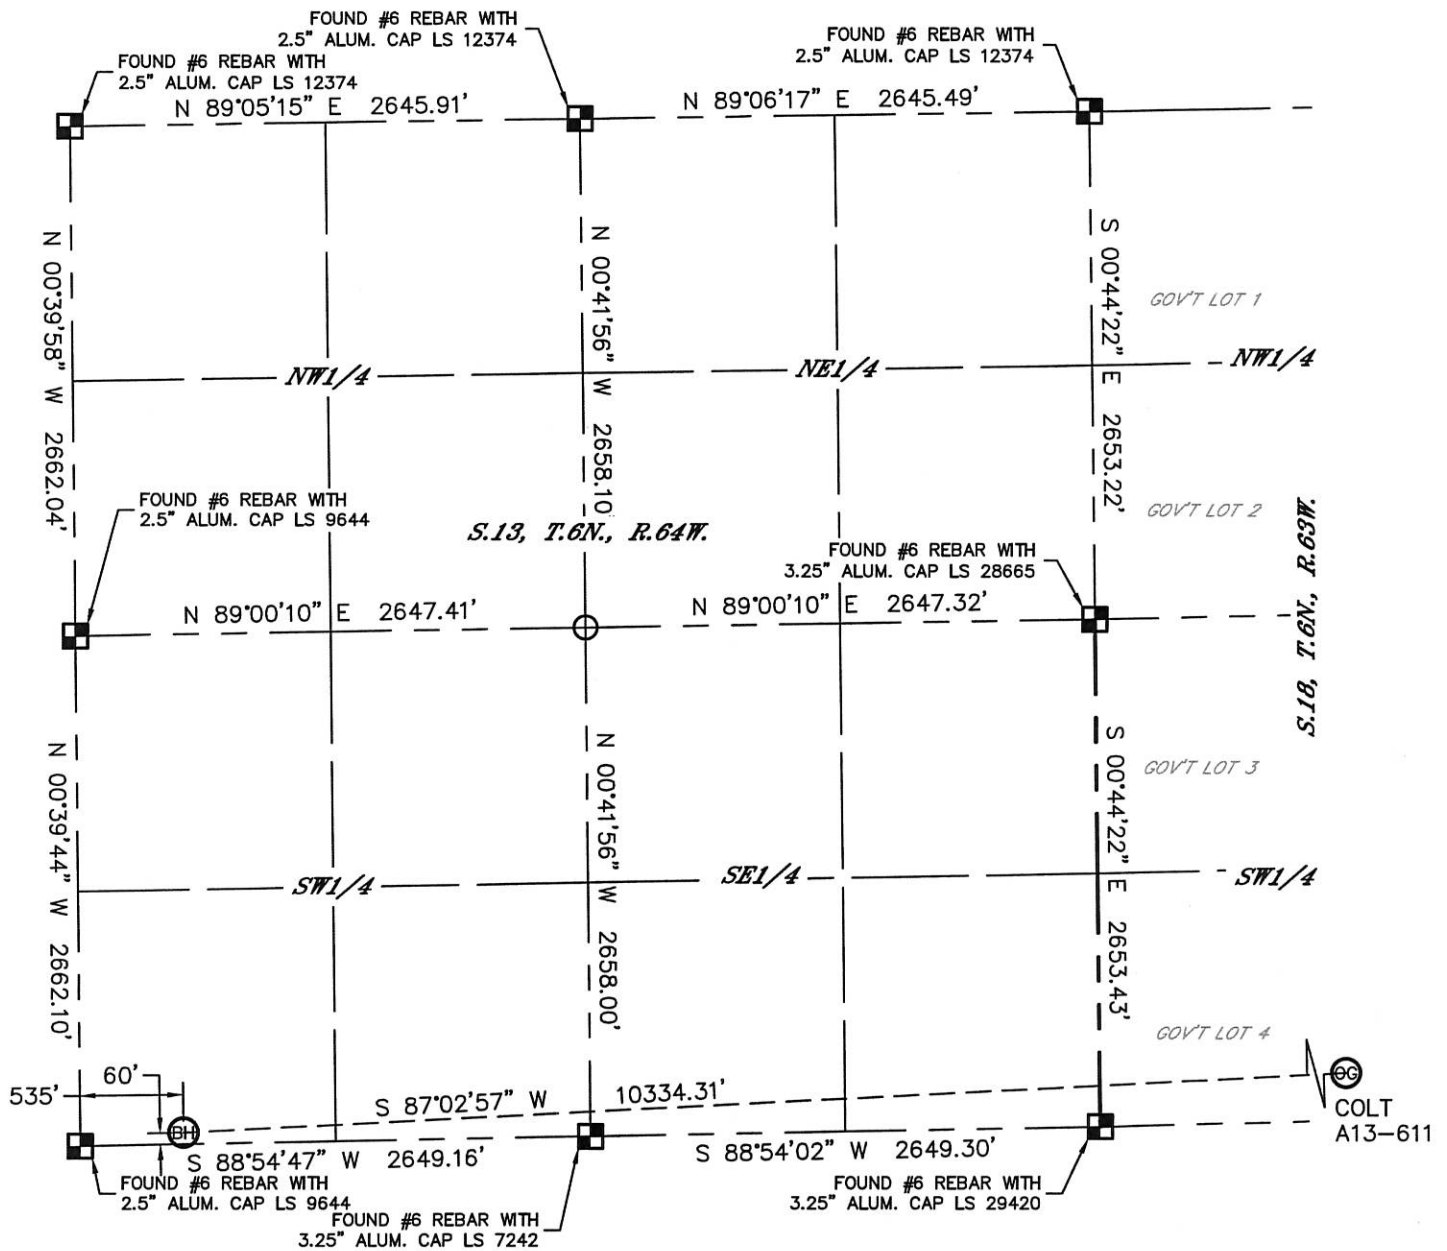 FOUND #6 REBAR WITH
2.5" ALUM. CAP LS 12374
FOUND #6 REBAR WITH
2.5" ALUM. CAP LS 12374
FOUND #6 REBAR WITH
2.5" ALUM. CAP LS 12374
N 89°05'15" E 2645.91'
N 89°06'17" E 2645.49'
N 00°39'58" W 2662.04'
N 00°41'56" W 2658.10'
S 00°44'22" E 2653.22'
GOV'T LOT 1
NW1/4
NE1/4
NW1/4
FOUND #6 REBAR WITH
2.5" ALUM. CAP LS 9644
S.13, T.6N., R.64W.
GOV'T LOT 2
S.18, T.6N., R.63W.
FOUND #6 REBAR WITH
3.25" ALUM. CAP LS 28665
N 89°00'10" E 2647.41'
N 89°00'10" E 2647.32'
N 00°39'44" W 2662.10'
N 00°41'56" W 2658.00'
S 00°44'22" E 2653.43'
GOV'T LOT 3
SW1/4
SE1/4
SW1/4
GOV'T LOT 4
535'
60'
BH
S 87°02'57" W 10334.31'
OG
COLT
A13-611
S 88°54'47" W 2649.16'
S 88°54'02" W 2649.30'
FOUND #6 REBAR WITH
2.5" ALUM. CAP LS 9644
FOUND #6 REBAR WITH
3.25" ALUM. CAP LS 7242
FOUND #6 REBAR WITH
3.25" ALUM. CAP LS 29420